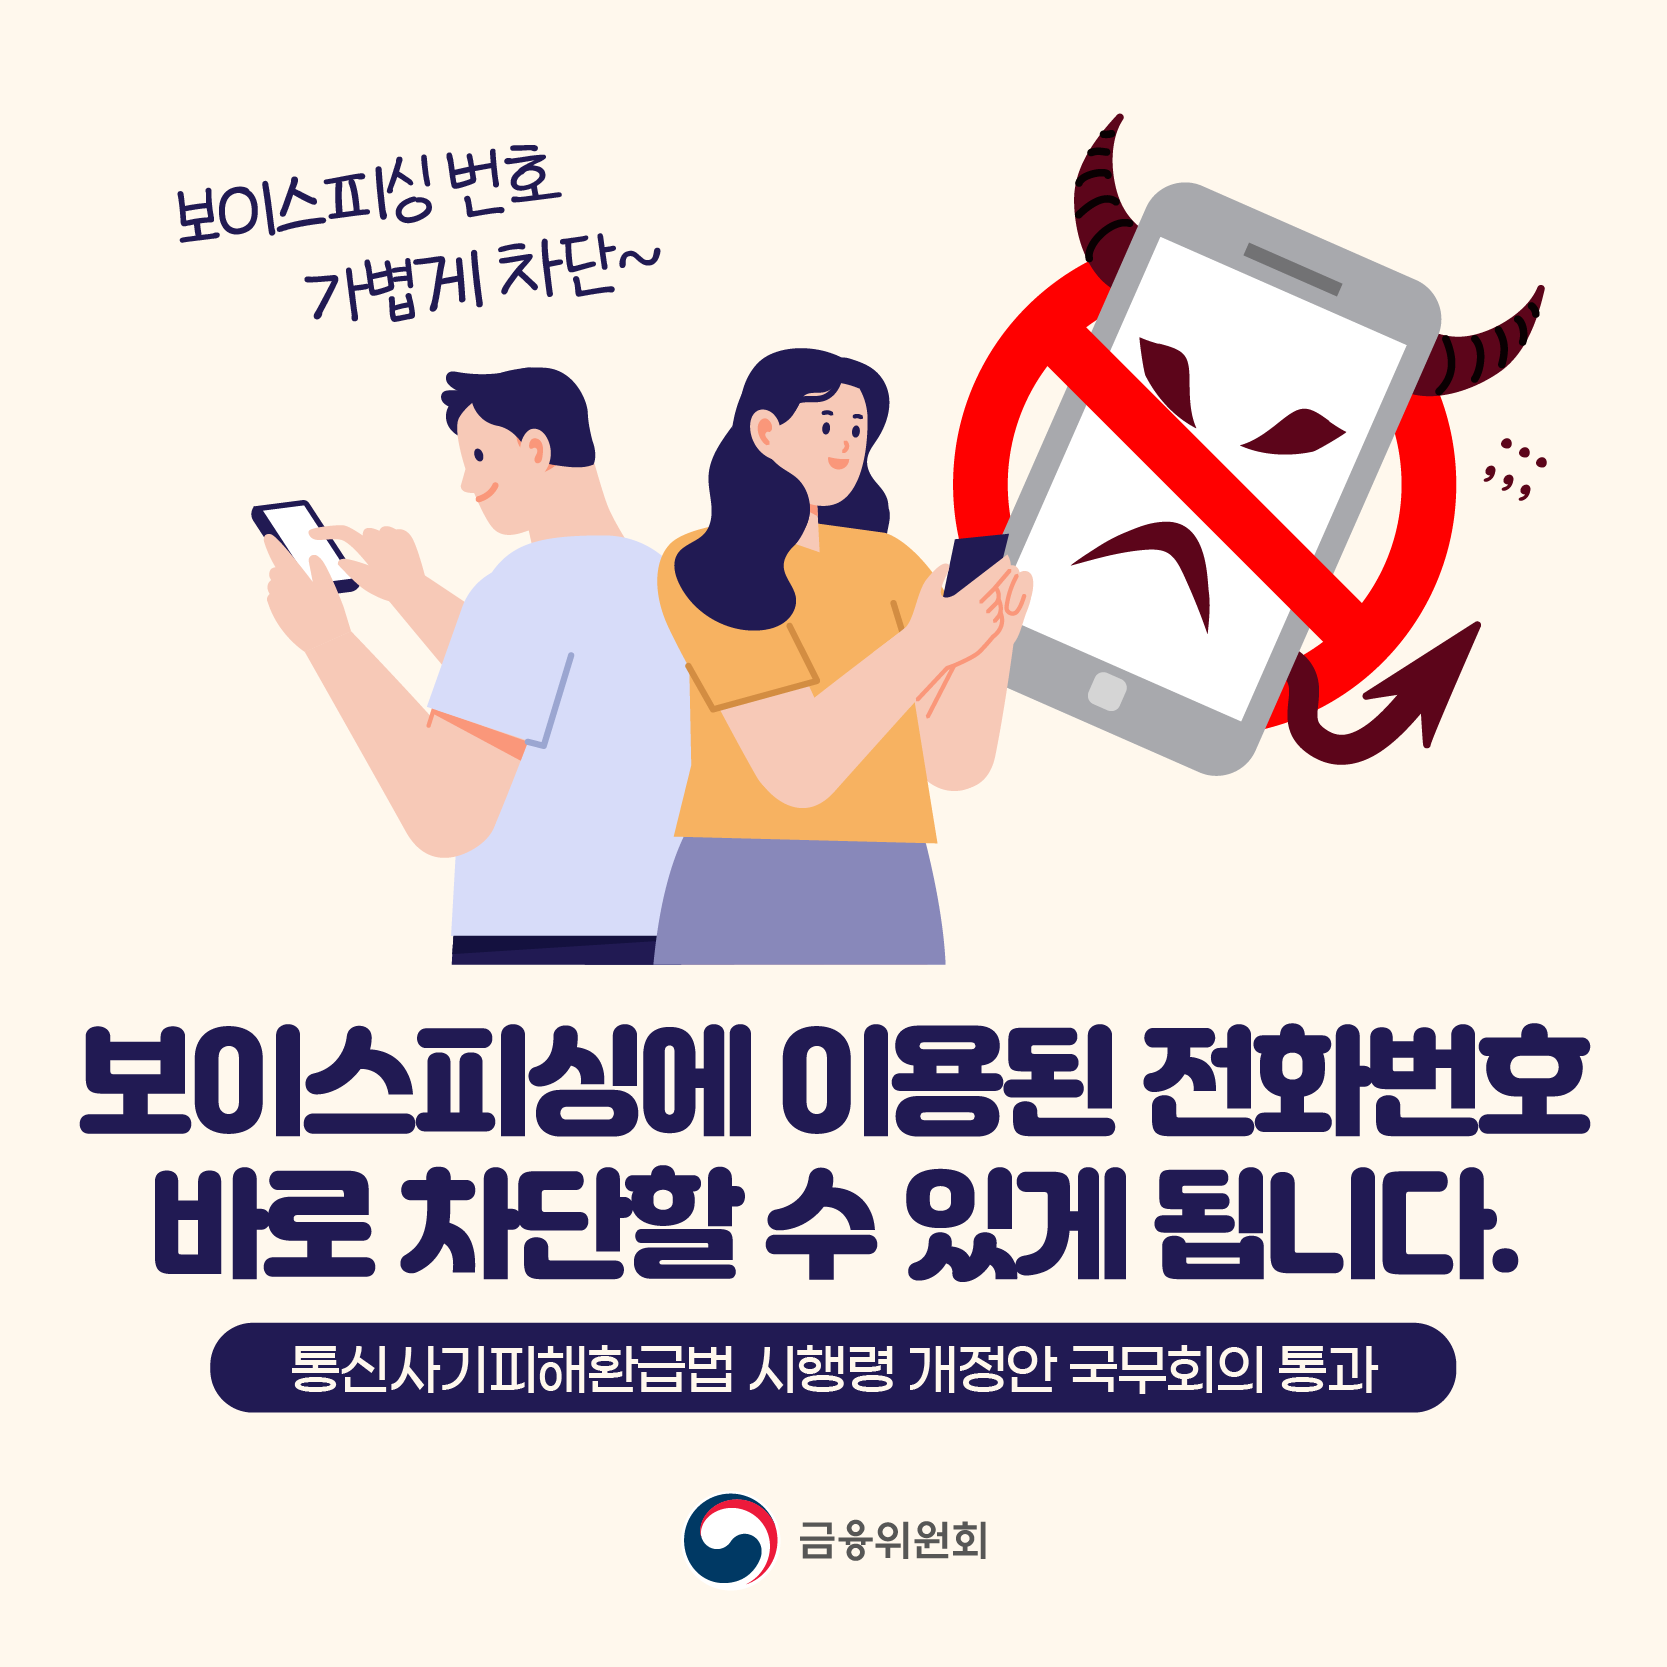 보이스피싱 번호
가볍게 차단~
보이스피싱에 이용된 전화번호
바로 차단할 수 있게 됩니다.
통신사기피해환급법 시행령 개정안 국무회의 통과
금융위원회